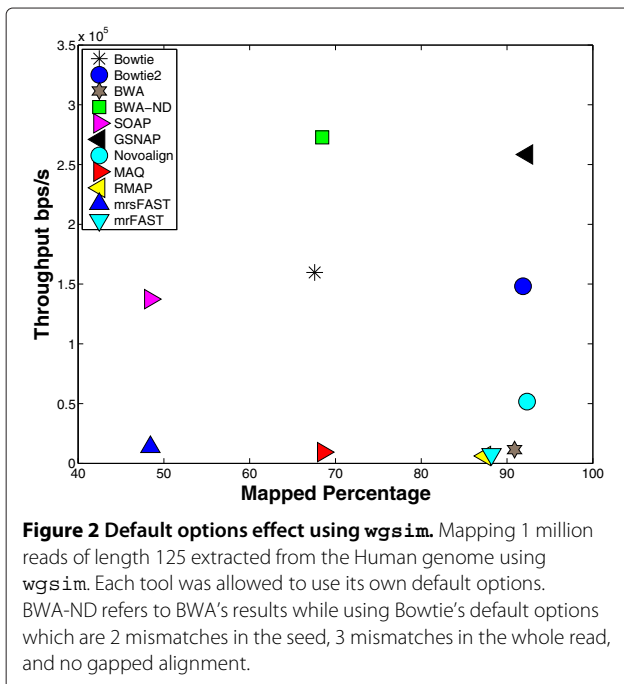 3.5 x 10⁵
3
2.5
2
1.5
1
0.5
0
Throughput bps/s
Bowtie
Bowtie2
BWA
BWA−ND
SOAP
GSNAP
Novoalign
MAQ
RMAP
mrsFAST
mrFAST
40 50 60 70 80 90 100
Mapped Percentage
Figure 2 Default options effect using wgsim. Mapping 1 million
reads of length 125 extracted from the Human genome using
wgsim. Each tool was allowed to use its own default options.
BWA-ND refers to BWA's results while using Bowtie's default options
which are 2 mismatches in the seed, 3 mismatches in the whole read,
and no gapped alignment.